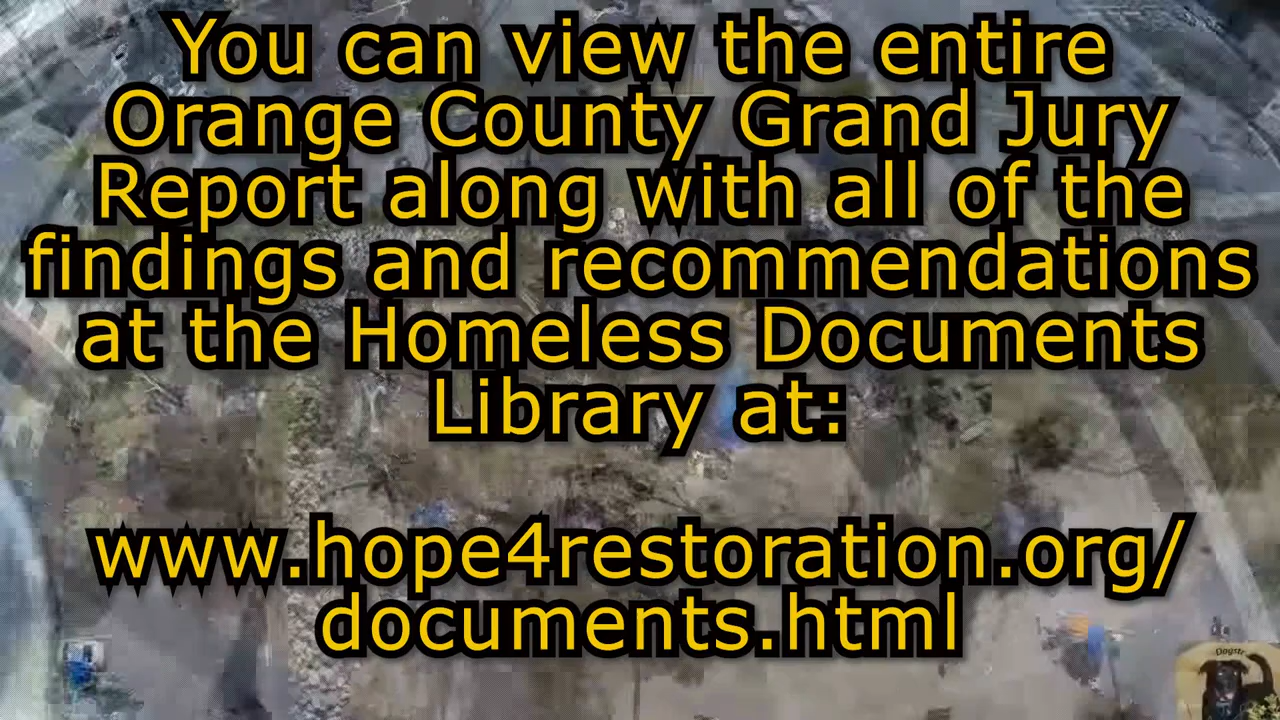 You can view the entire
Orange County Grand Jury
Report along with all of the
findings and recommendations
at the Homeless Documents
Library at:
www.hope4restoration.org/
documents.html